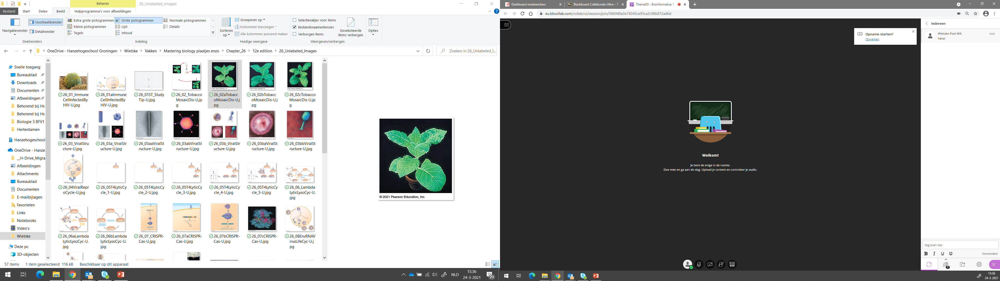 Beheren
26_Unlabeled_Images
Bestand
Start
Delen
Beeld
Hulpprogramma's voor afbeeldingen
Navigatievenster
Voorbeeldvenster
Detailvenster
Deelvensters
Extra grote pictogrammen
Grote pictogrammen
Normale pictogrammen
Kleine pictogrammen
Lijst
Details
Tegels
Inhoud
Indeling
Sorteren op
Groeperen op
Kolommen toevoegen
Alle kolommen passend maken
Huidige weergave
Selectievakjes voor items
Bestandsnaamextensies
Verborgen items
Geselecteerde items verbergen
Weergeven/verbergen
Opties
OneDrive - Hanzehogeschool Groningen > Wietske > Vakken > Mastering biology plaatjes enzo > Chapter_26 > 12e edition > 26_Unlabeled_Images
Zoeken in 26_Unlabeled_I...
Snelle toegang
Bureaublad
Downloads
Documenten
Afbeeldingen
Behorend bij Hs
Behorend bij Hs
Biologie 3 BFV1
Hertentamen
Hanzehogeschool
OneDrive - Hanze
__H-Drive_Migra
Afbeeldingen
Attachments
Bureaublad
Documenten
E-mailbijlagen
Favorieten
Links
Notebooks
Video's
Wietske
Deze pc
3D-objecten
26_01_ImmuneCellInfectedByHIV-U.jpg
26_01aImmuneCellInfectedByHIV-U.jpg
26_01ST_StudyTip-U.jpg
26_02_TobaccoMosaicDis-U.jpg
26_02aTobaccoMosaicDis-U.jpg
26_02bTobaccoMosaicDis-U.jpg
26_02cTobaccoMosaicDis-U.jpg
26_03_ViralStructure-U.jpg
26_03a_ViralStructure-U.jpg
26_03aaViralStructure-U.jpg
26_03abViralStructure-U.jpg
26_03b_ViralStructure-U.jpg
26_03baViralStructure-U.jpg
26_03bbViralStructure-U.jpg
26_04ViralReproCycle-U.jpg
26_05T4LyticCycle_1-U.jpg
26_05T4LyticCycle_2-U.jpg
26_05T4LyticCycle_3-U.jpg
26_05T4LyticCycle_4-U.jpg
26_05T4LyticCycle_5-U.jpg
26_06_LambdaLyticLysoCyc-U.jpg
26_06aLambdaLyticLysoCyc-U.jpg
26_06bLambdaLyticLysoCyc-U.jpg
26_07_CRISPR-Cas-U.jpg
26_07aCRISPR-Cas-U.jpg
26_07bCRISPR-Cas-U.jpg
26_07cCRISPR-Cas-U.jpg
26_08EnvRNAVirusLifeCyc-U.jpg
© 2021 Pearson Education, Inc.
57 items
1 item geselecteerd 116 kB
Beschikbaar op dit apparaat
NLD
15:36
24-3-2021
20
Dashboard medewerkers
Blackboard Collaborate Ultra – Tl
Thema03 - Bioinformatica 1
eu.bbcollab.com/collab/ui/session/join/58b940a3e74345ce93ca2c98b872ad6d
Opname starten?
Opnemen
Welkom!
Je bent de enige in de ruimte.
Doe mee en ga aan de slag. Upload je content en controleer je audio.
Iedereen
Wietske Pool WA
15:35
hallo!
Zeg even iets
B I U
Verzenden
1
15:36
24-3-2021